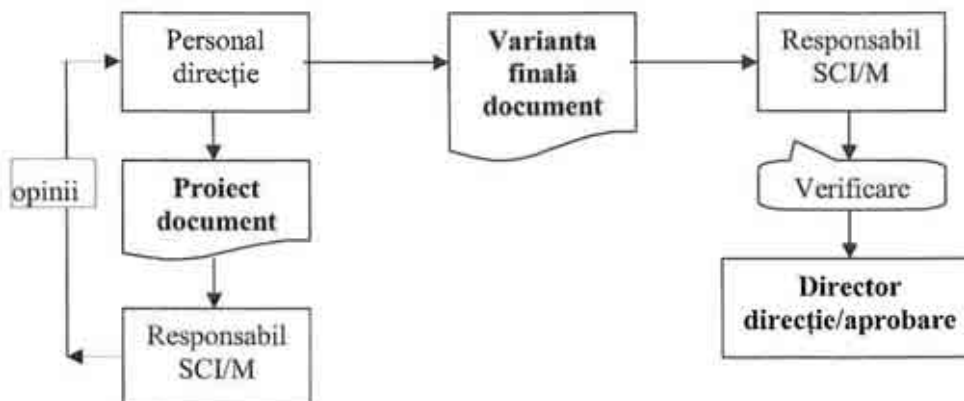 Personal
direcție
Varianta
finală
document
Responsabil
SCI/M
opinii
Proiect
document
Verificare
Responsabil
SCI/M
Director
direcție/aprobare